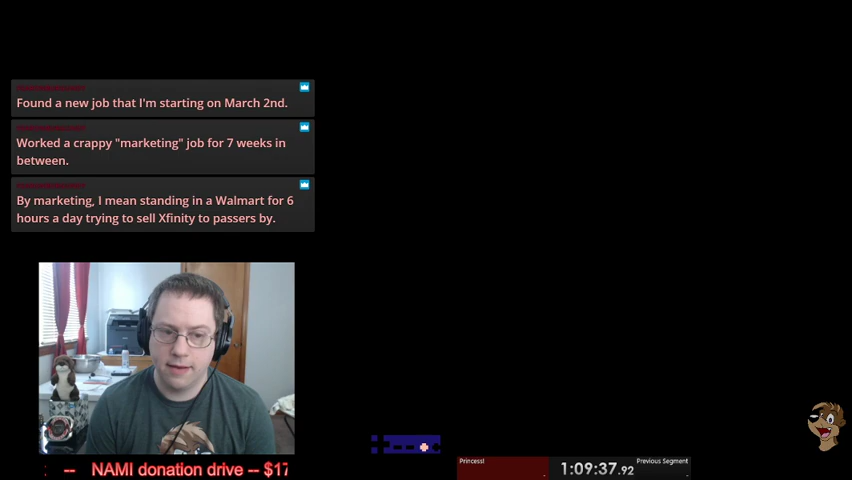 Found a new job that I'm starting on March 2nd.
Worked a crappy "marketing" job for 7 weeks in
between.
By marketing, I mean standing in a Walmart for 6
hours a day trying to sell Xfinity to passers by.
-- NAMI donation drive -- $17
Princess!
1:09:37.92
Previous Segment
-
-